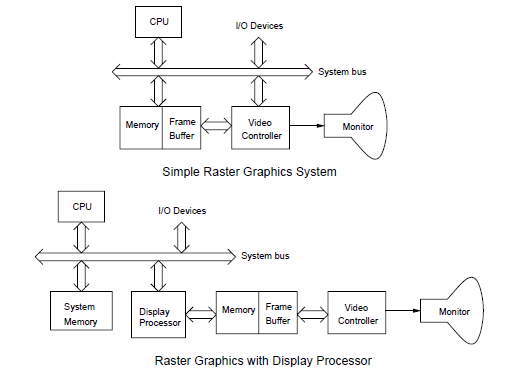 CPU
I/O Devices
System bus
Memory
Frame
Buffer
Video
Controller
Monitor
Simple Raster Graphics System
CPU
I/O Devices
System bus
System
Memory
Display
Processor
Memory
Frame
Buffer
Video
Controller
Monitor
Raster Graphics with Display Processor